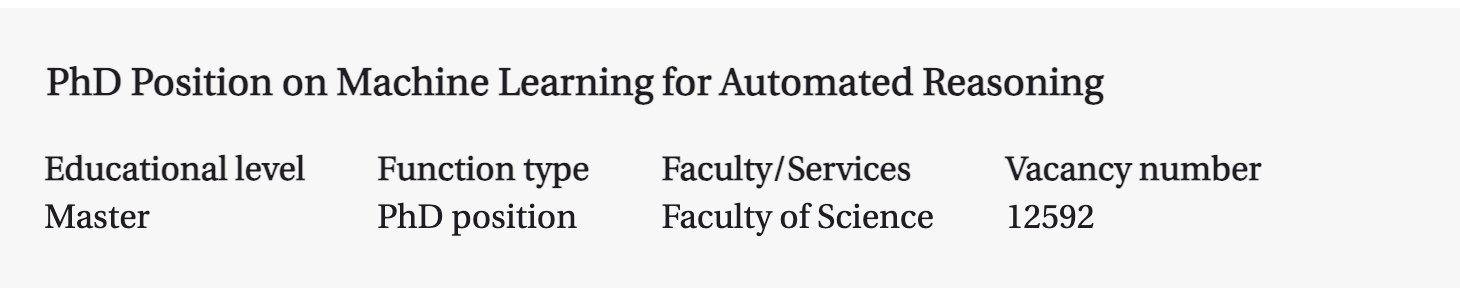 PhD Position on Machine Learning for Automated Reasoning
Educational level Function type Faculty/Services Vacancy number
Master PhD position Faculty of Science 12592